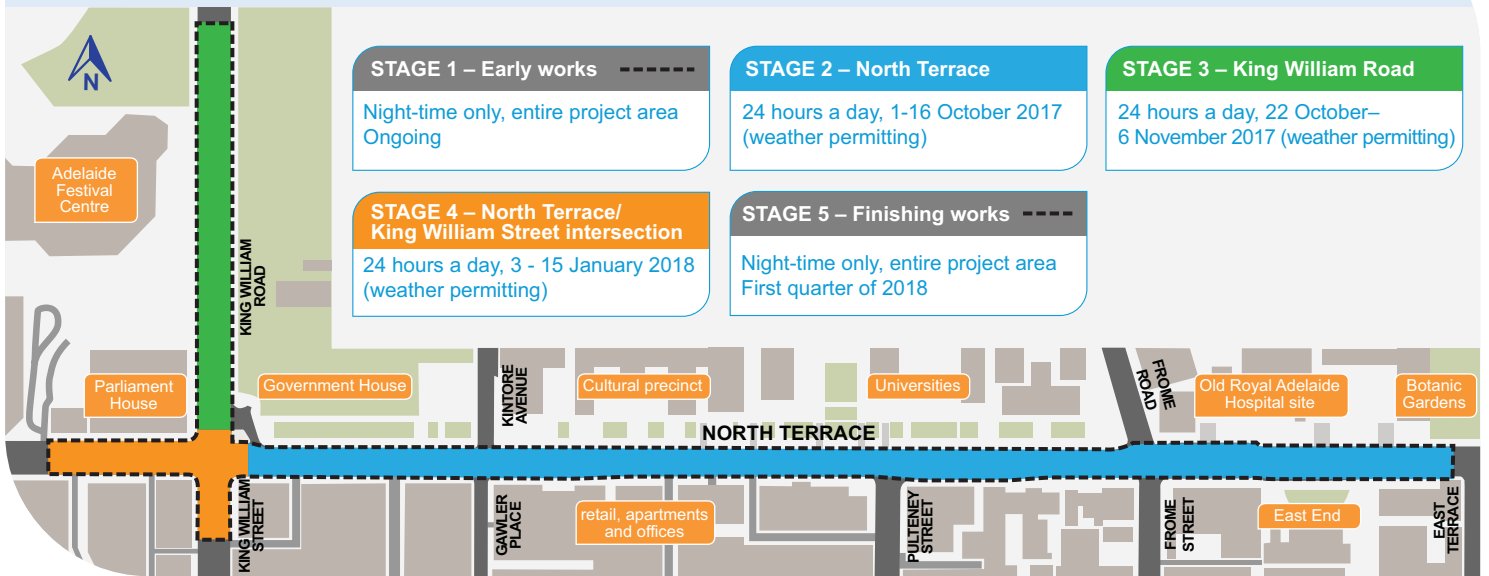 STAGE 1 – Early works
Night-time only, entire project area
Ongoing
STAGE 2 – North Terrace
24 hours a day, 1-16 October 2017
(weather permitting)
STAGE 3 – King William Road
24 hours a day, 22 October–
6 November 2017 (weather permitting)
STAGE 4 – North Terrace/
King William Street intersection
24 hours a day, 3 - 15 January 2018
(weather permitting)
STAGE 5 – Finishing works
Night-time only, entire project area
First quarter of 2018
N
Adelaide
Festival
Centre
KING WILLIAM
ROAD
Parliament
House
Government House
KINTORE
AVENUE
Cultural precinct
Universities
FROME
ROAD
Old Royal Adelaide
Hospital site
Botanic
Gardens
NORTH TERRACE
KING WILLIAM
STREET
GAWLER
PLACE
retail, apartments
and offices
PULTENEY
STREET
FROME
STREET
East End
EAST
TERRACE